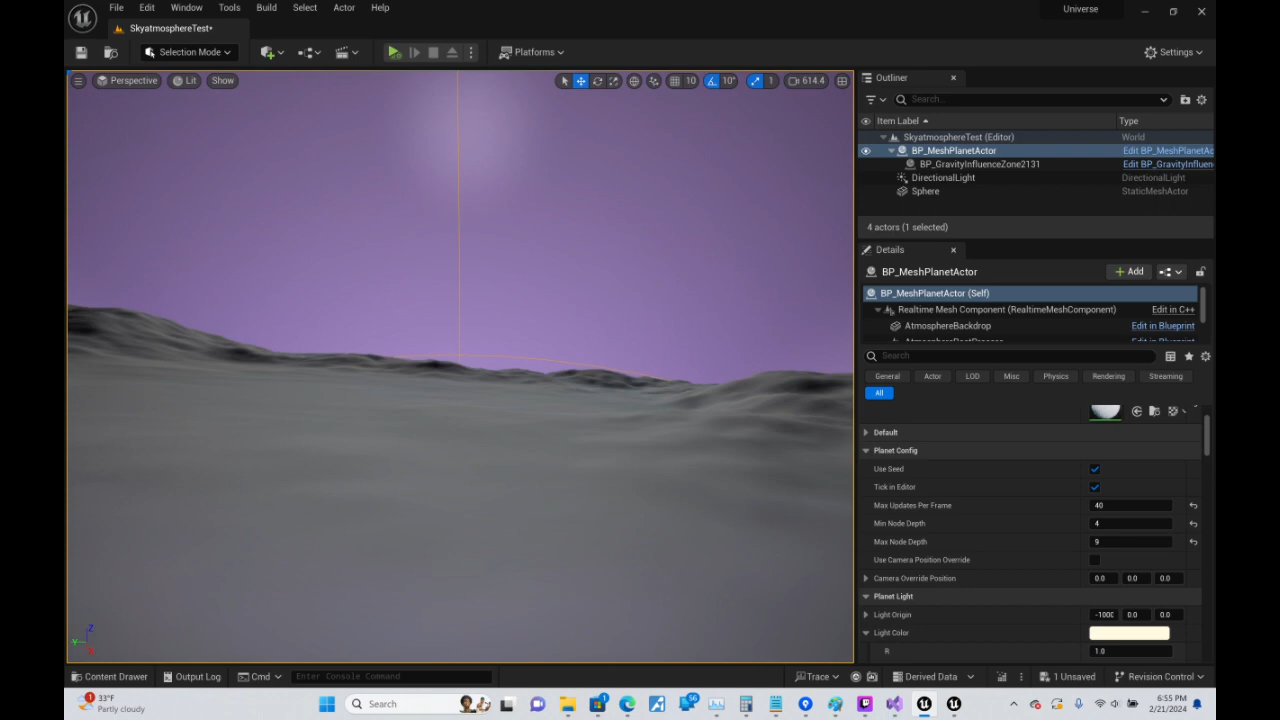 File Edit Window Tools Build Select Actor Help
Universe
SkyatmosphereTest*
Selection Mode
Platforms
Settings
Perspective Lit Show
10 10° 1 614.4
Outliner
Search...
Item Label Type
SkyatmosphereTest (Editor) World
BP_MeshPlanetActor Edit BP_MeshPlanetAc
BP_GravityInfluenceZone2131 Edit BP_GravityInfluen
DirectionalLight DirectionalLight
Sphere StaticMeshActor
4 actors (1 selected)
Details
BP_MeshPlanetActor
Add
BP_MeshPlanetActor (Self)
Realtime Mesh Component (RealtimeMeshComponent) Edit in C++
AtmosphereBackdrop Edit in Blueprint
Search
General Actor LOD Misc Physics Rendering Streaming
All
Default
Planet Config
Use Seed
Tick in Editor
Max Updates Per Frame 40
Min Node Depth 4
Max Node Depth 9
Use Camera Position Override
Camera Override Position 0.0 0.0 0.0
Planet Light
Light Origin -1000 0.0 0.0
Light Color
R 1.0
Z
Y
X
Content Drawer Output Log Cmd Enter Console Command
Trace Derived Data 1 Unsaved Revision Control
1
33°F
Partly cloudy
Search
1
56
6:55 PM
2/21/2024